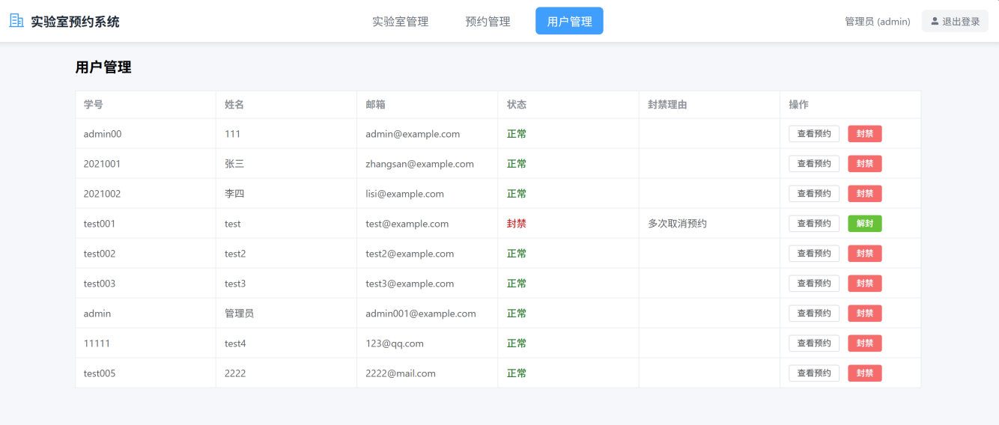 实验室预约系统 实验室管理 预约管理 用户管理 管理员 (admin) 退出登录
用户管理
学号 姓名 邮箱 状态 封禁理由 操作
admin00 111 admin@example.com 正常 查看预约 封禁
2021001 张三 zhangsan@example.com 正常 查看预约 封禁
2021002 李四 lisi@example.com 正常 查看预约 封禁
test001 test test@example.com 封禁 多次取消预约 查看预约 解封
test002 test2 test2@example.com 正常 查看预约 封禁
test003 test3 test3@example.com 正常 查看预约 封禁
admin 管理员 admin001@example.com 正常 查看预约 封禁
11111 test4 123@qq.com 正常 查看预约 封禁
test005 2222 2222@mail.com 正常 查看预约 封禁